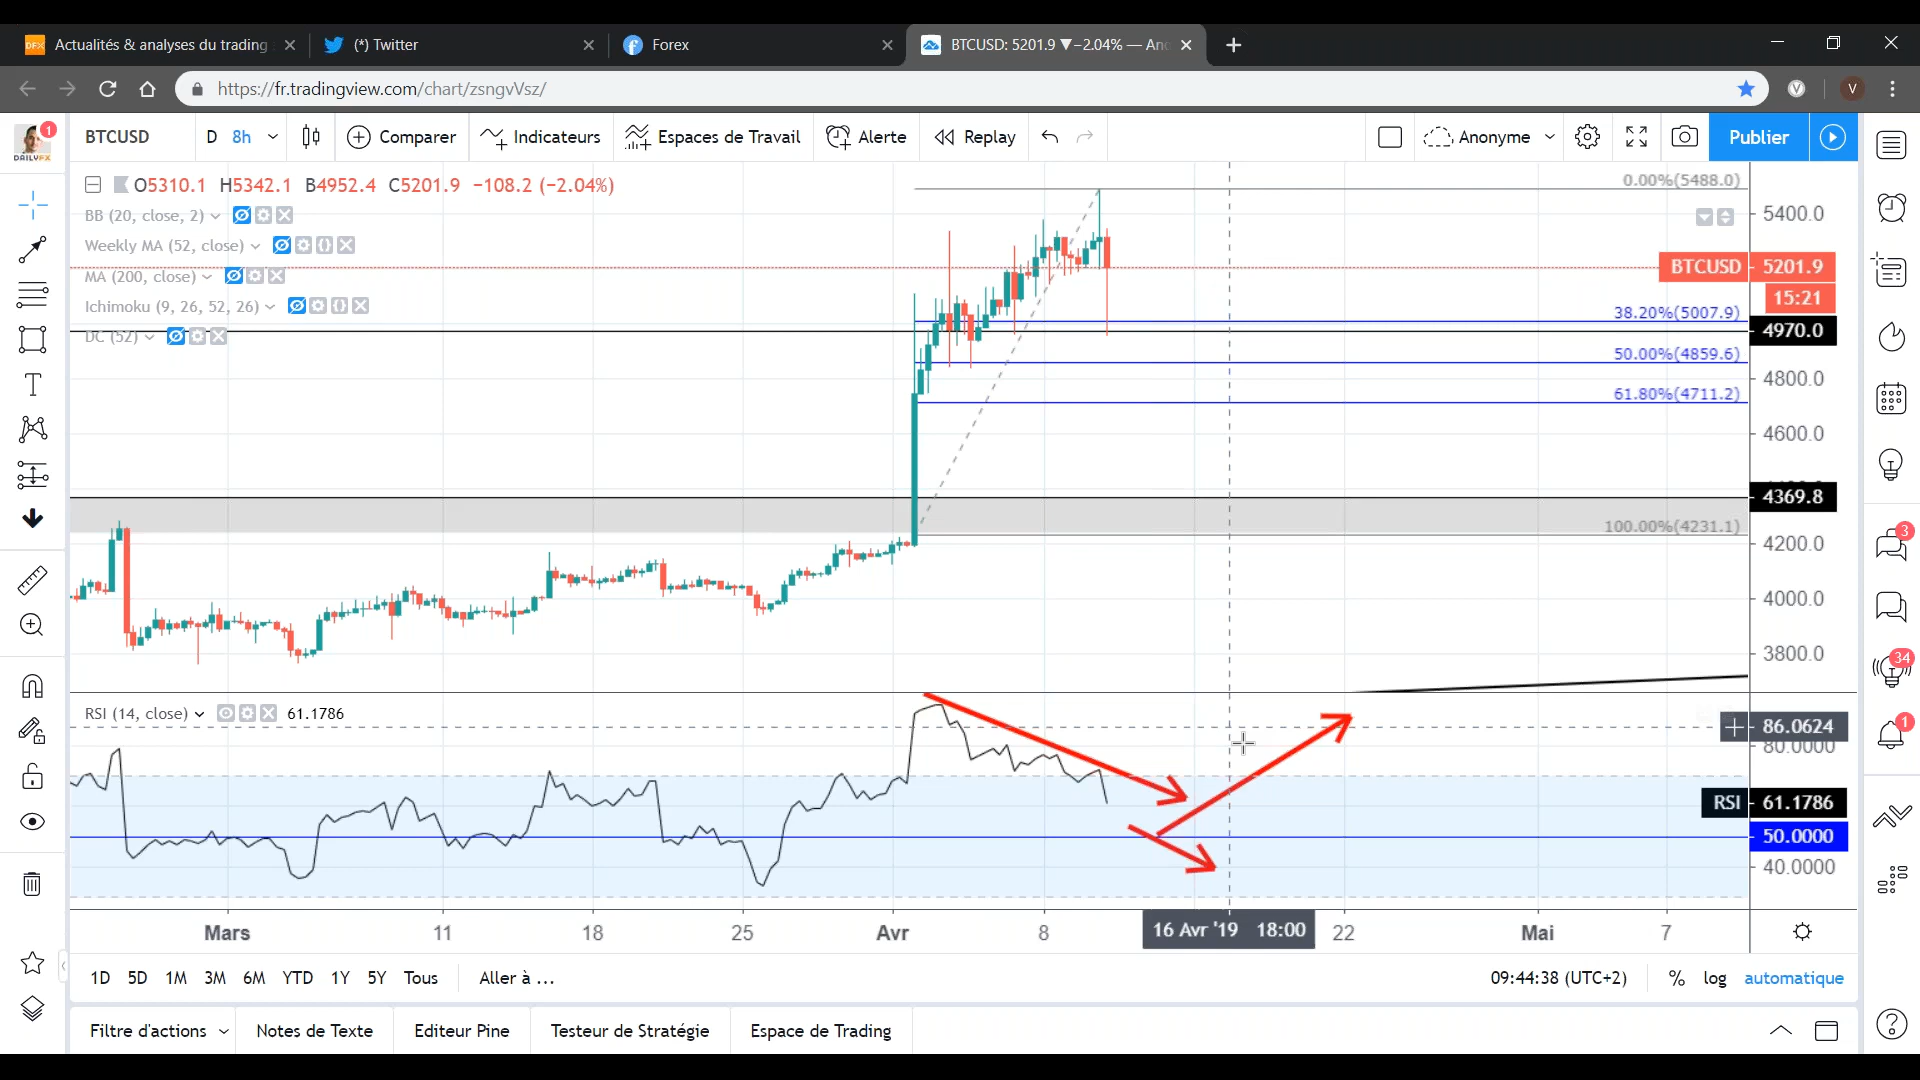 DFX Actualités & analyses du trading
(*) Twitter
Forex
BTCUSD: 5201.9 ▼−2.04% — Ano
https://fr.tradingview.com/chart/zsngvVsz/
V
V
1
DAILYFX
BTCUSD
D 8h
Comparer
Indicateurs
Espaces de Travail
Alerte
Replay
Anonyme
Publier
O5310.1 H5342.1 B4952.4 C5201.9 −108.2 (−2.04%)
BB (20, close, 2)
Weekly MA (52, close)
MA (200, close)
Ichimoku (9, 26, 52, 26)
DC (52)
0.00%(5488.0)
5400.0
BTCUSD 5201.9
15:21
38.20%(5007.9)
4970.0
50.00%(4859.6)
4800.0
61.80%(4711.2)
4600.0
4369.8
100.00%(4231.1)
4200.0
4000.0
3800.0
RSI (14, close) 61.1786
86.0624
80.0000
RSI 61.1786
50.0000
40.0000
3
34
1
Mars 11 18 25 Avr 8 16 Avr '19 18:00 22 Mai 7
1D 5D 1M 3M 6M YTD 1Y 5Y Tous Aller à ...
09:44:38 (UTC+2) % log automatique
Filtre d'actions Notes de Texte Editeur Pine Testeur de Stratégie Espace de Trading